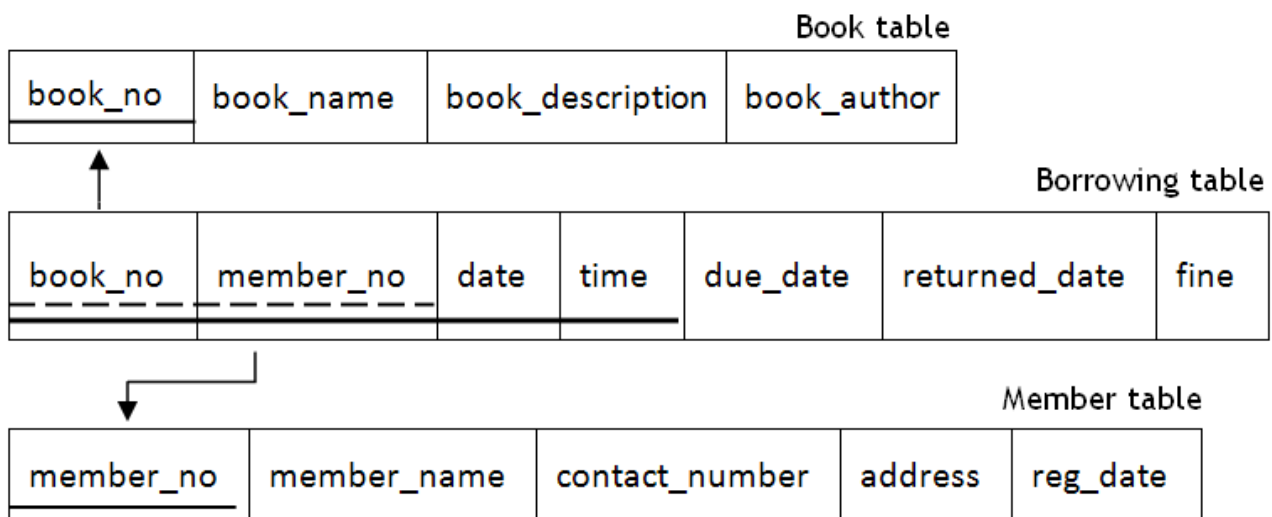 Book table
book_no book_name book_description book_author
Borrowing table
book_no member_no date time due_date returned_date fine
Member table
member_no member_name contact_number address reg_date